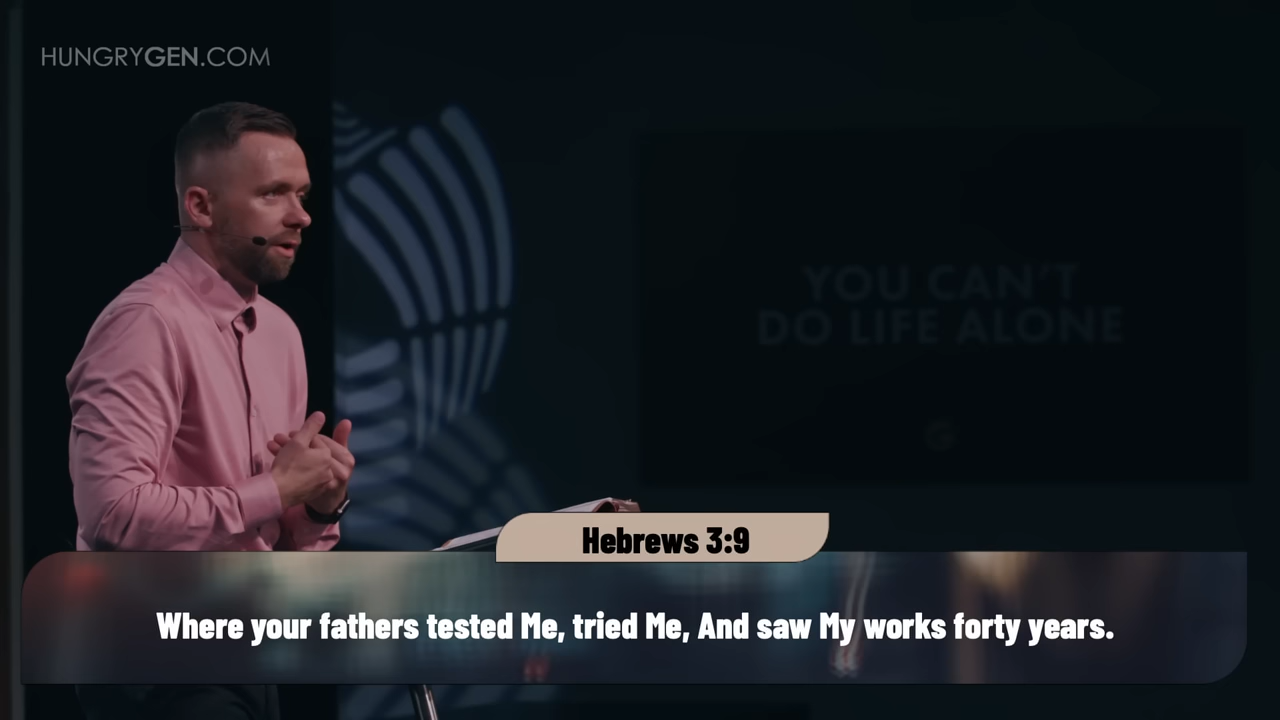 HUNGRYGEN.COM
YOU CAN'T
DO LIFE ALONE
Hebrews 3:9
Where your fathers tested Me, tried Me, And saw My works forty years.